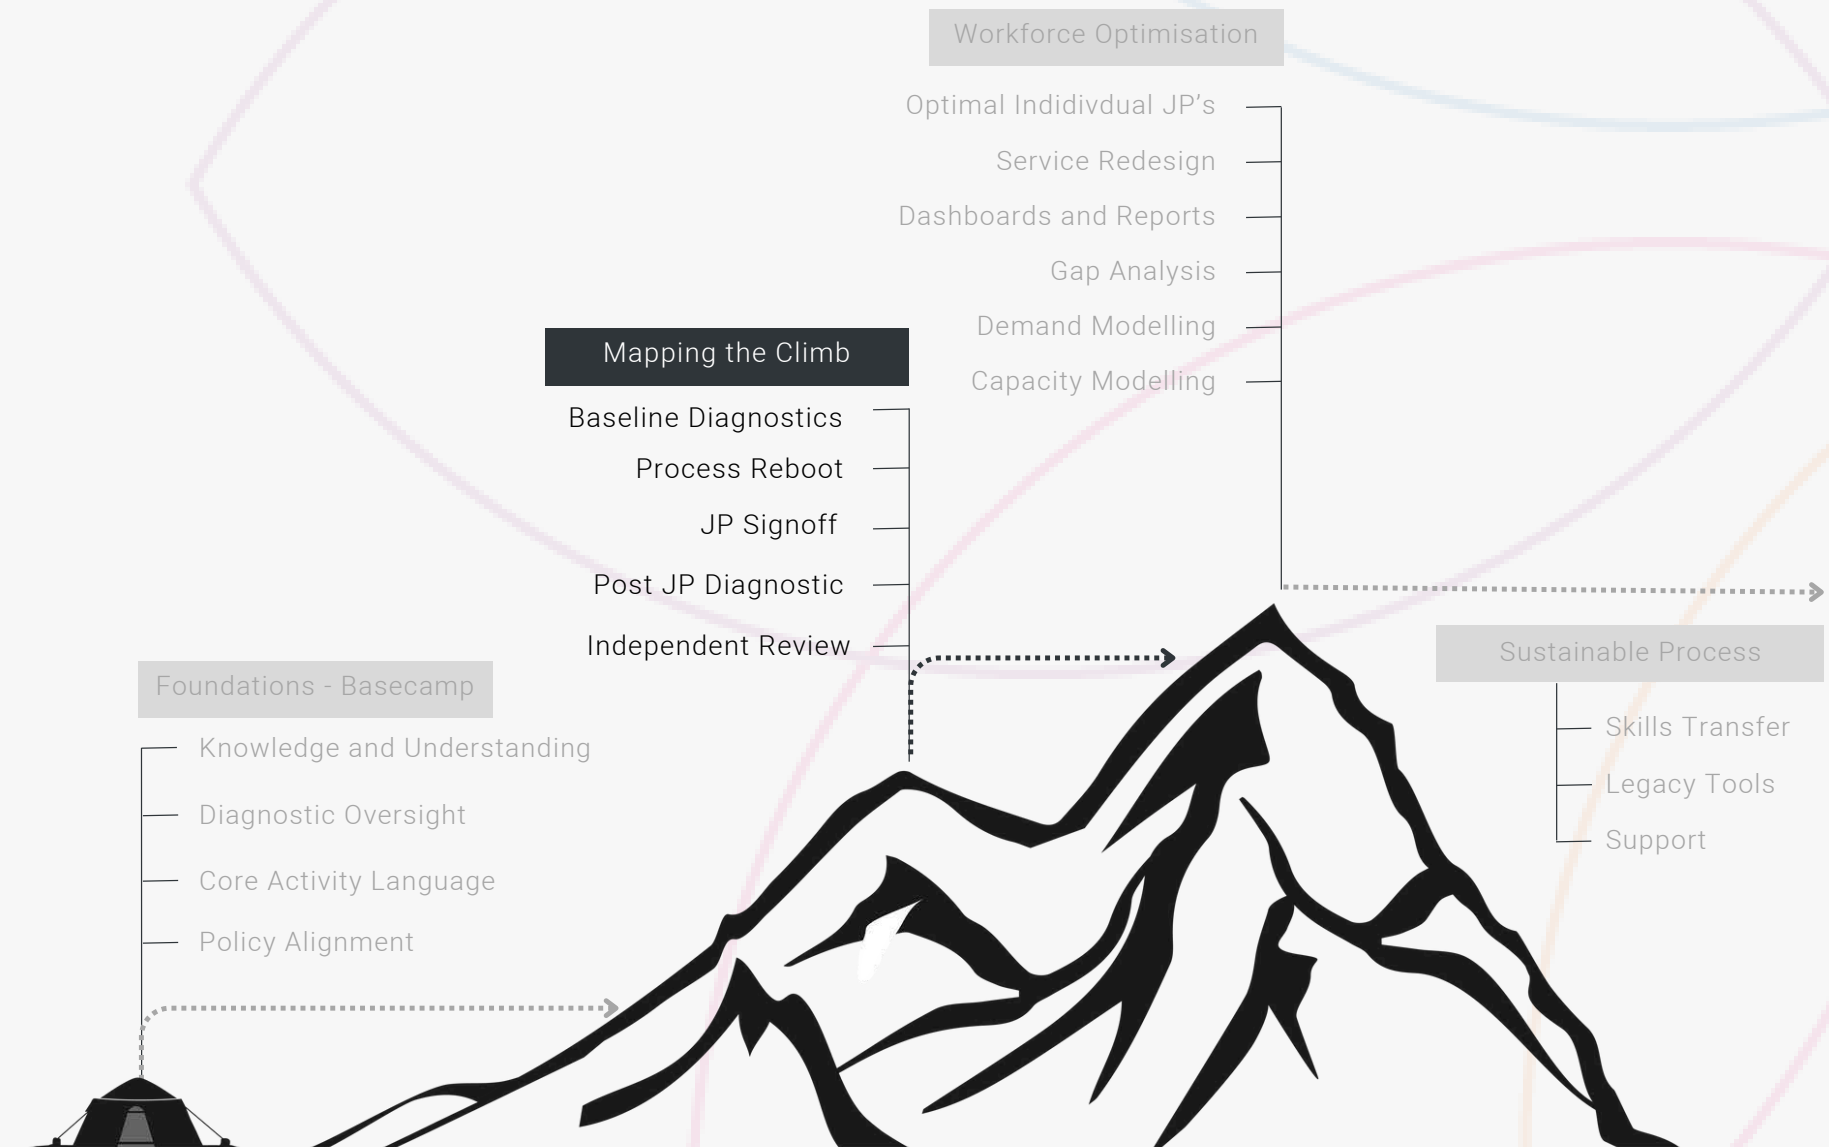 Workforce Optimisation
Optimal Indidivdual JP’s
Service Redesign
Dashboards and Reports
Gap Analysis
Demand Modelling
Capacity Modelling
Mapping the Climb
Baseline Diagnostics
Process Reboot
JP Signoff
Post JP Diagnostic
Independent Review
Foundations - Basecamp
Knowledge and Understanding
Diagnostic Oversight
Core Activity Language
Policy Alignment
Sustainable Process
Skills Transfer
Legacy Tools
Support